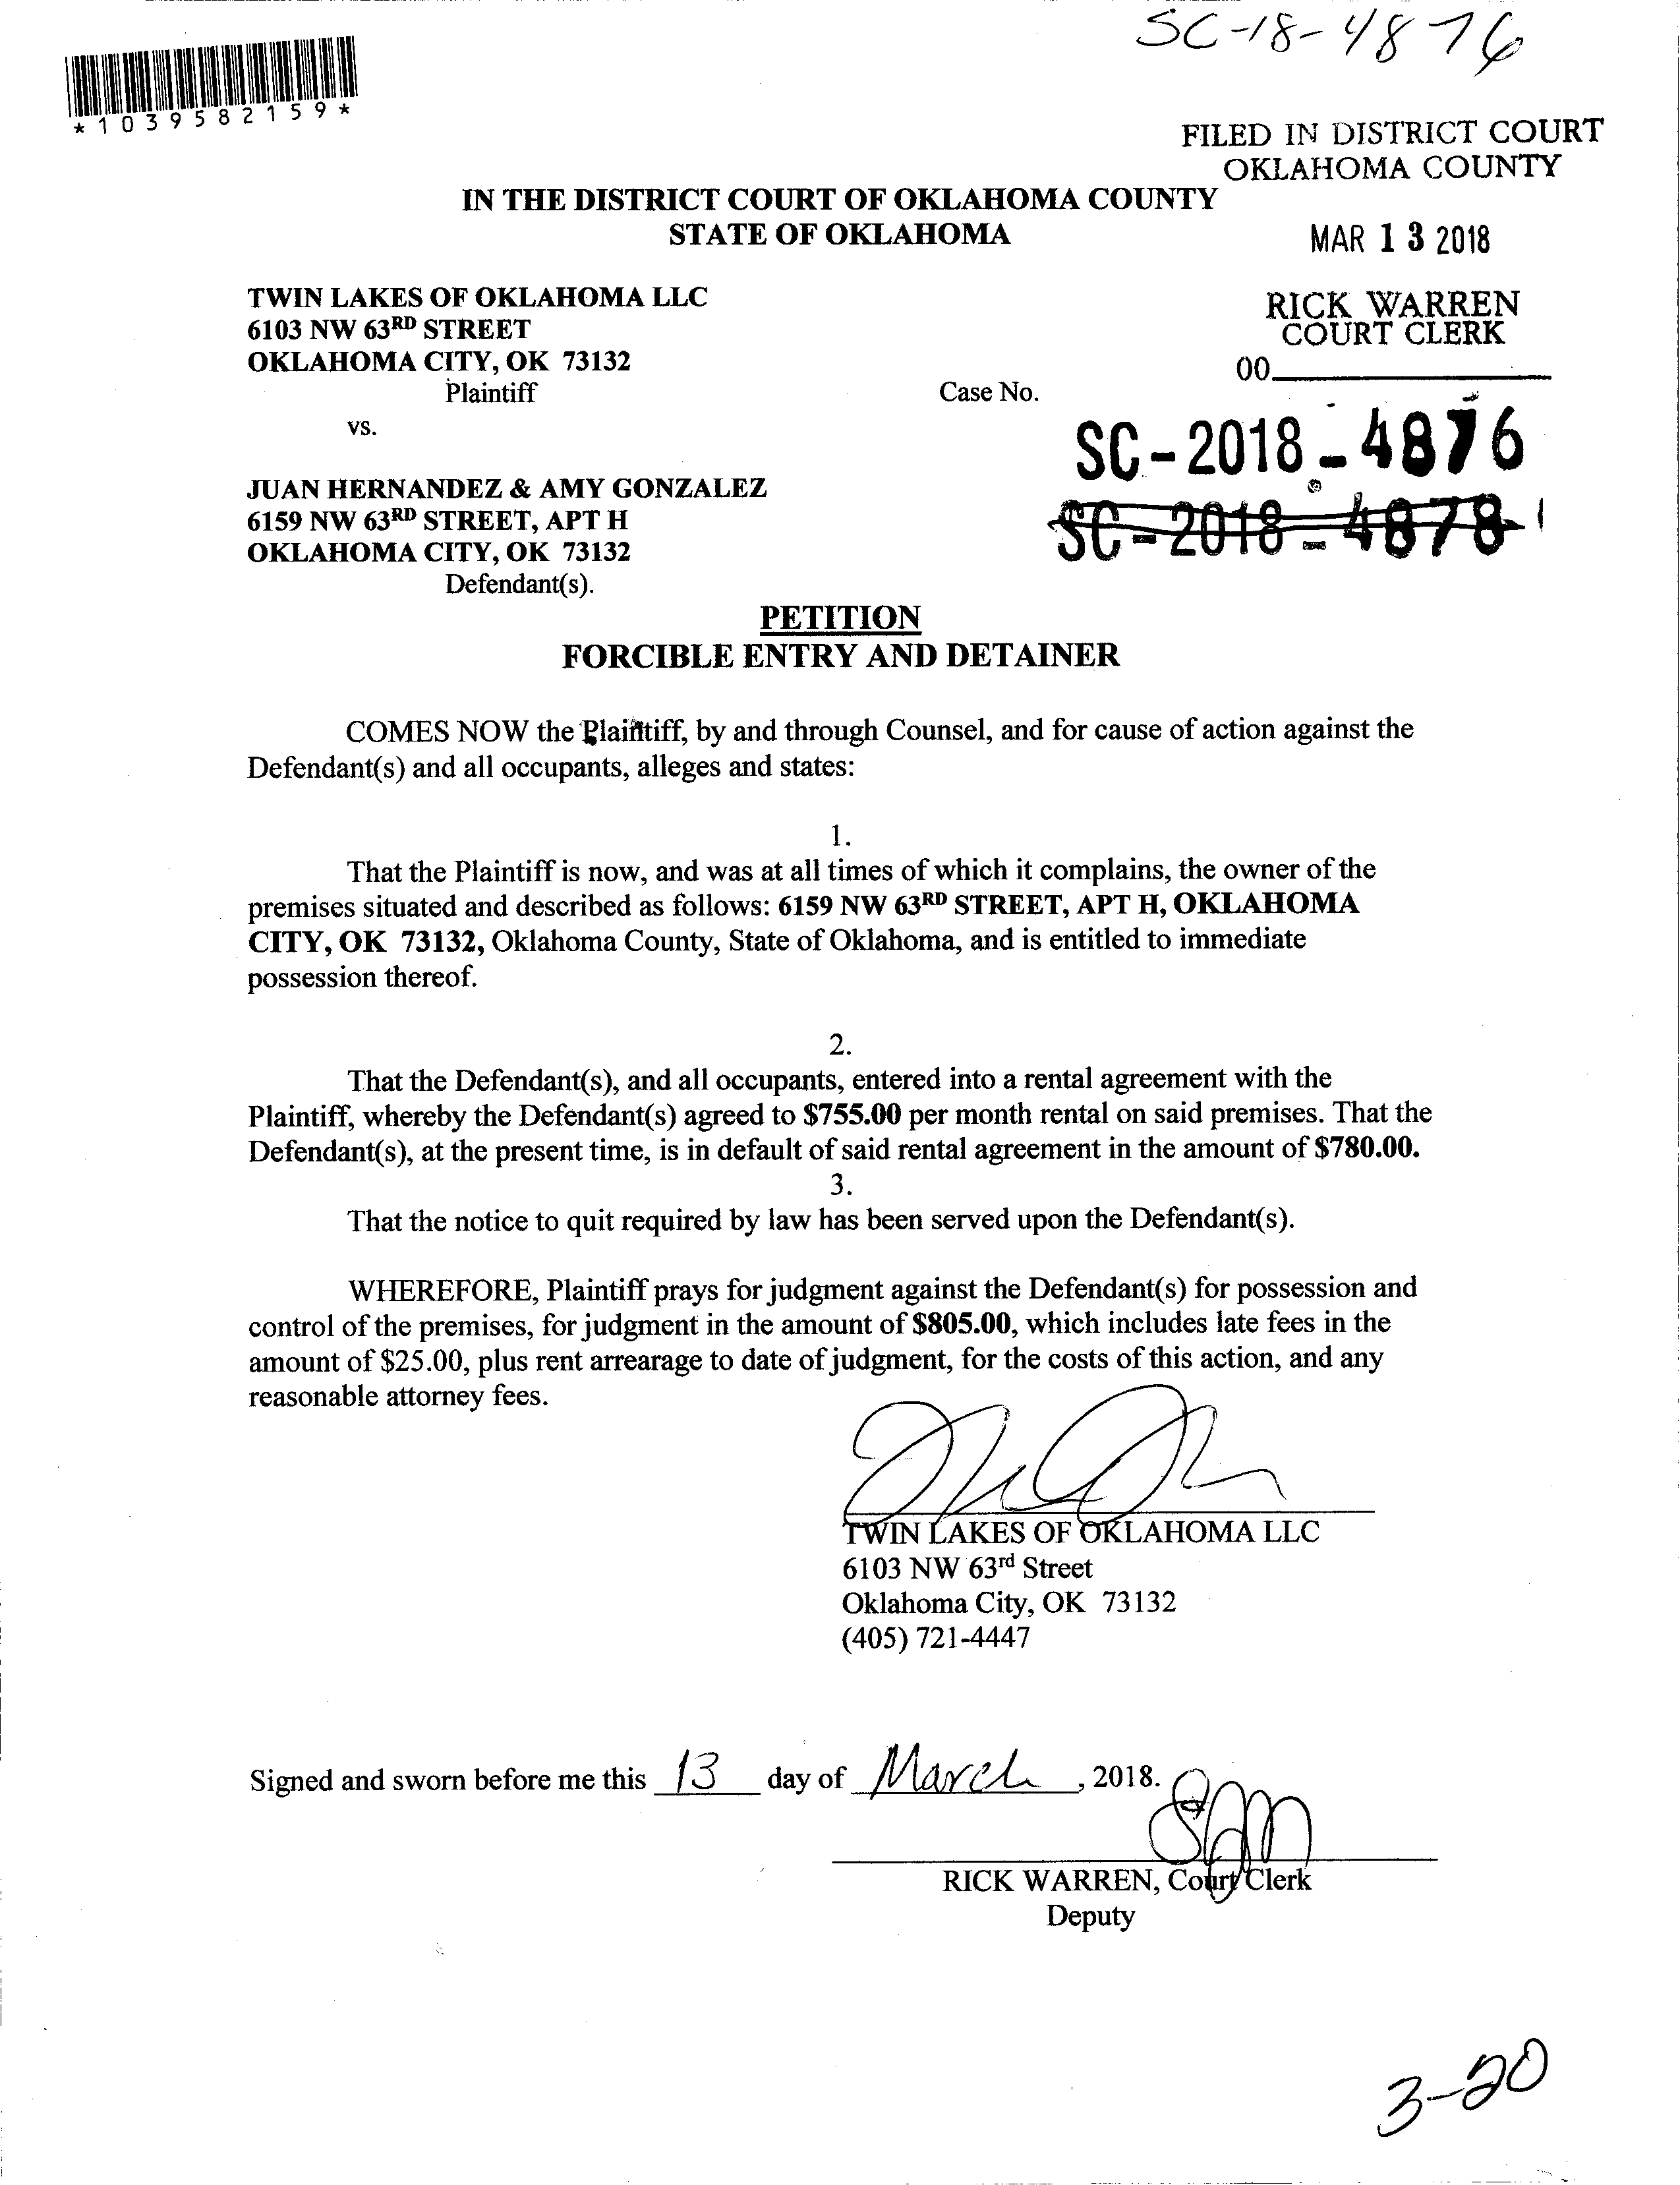 SC-18-4876
*1039582159*
FILED IN DISTRICT COURT
OKLAHOMA COUNTY
IN THE DISTRICT COURT OF OKLAHOMA COUNTY
STATE OF OKLAHOMA
MAR 13 2018
TWIN LAKES OF OKLAHOMA LLC
6103 NW 63RD STREET
OKLAHOMA CITY, OK 73132
Plaintiff
RICK WARREN
COURT CLERK
00
Case No.
vs.
SC-2018-4876
SC-2018-4878
JUAN HERNANDEZ & AMY GONZALEZ
6159 NW 63RD STREET, APT H
OKLAHOMA CITY, OK 73132
Defendant(s).
PETITION
FORCIBLE ENTRY AND DETAINER
COMES NOW the Plaintiff, by and through Counsel, and for cause of action against the
Defendant(s) and all occupants, alleges and states:
1.
That the Plaintiff is now, and was at all times of which it complains, the owner of the
premises situated and described as follows: 6159 NW 63RD STREET, APT H, OKLAHOMA
CITY, OK 73132, Oklahoma County, State of Oklahoma, and is entitled to immediate
possession thereof.
2.
That the Defendant(s), and all occupants, entered into a rental agreement with the
Plaintiff, whereby the Defendant(s) agreed to $755.00 per month rental on said premises. That the
Defendant(s), at the present time, is in default of said rental agreement in the amount of $780.00.
3.
That the notice to quit required by law has been served upon the Defendant(s).
WHEREFORE, Plaintiff prays for judgment against the Defendant(s) for possession and
control of the premises, for judgment in the amount of $805.00, which includes late fees in the
amount of $25.00, plus rent arrearage to date of judgment, for the costs of this action, and any
reasonable attorney fees.
TWIN LAKES OF OKLAHOMA LLC
6103 NW 63rd Street
Oklahoma City, OK 73132
(405) 721-4447
Signed and sworn before me this 13 day of March, 2018.
RICK WARREN, Court Clerk
Deputy
3-20